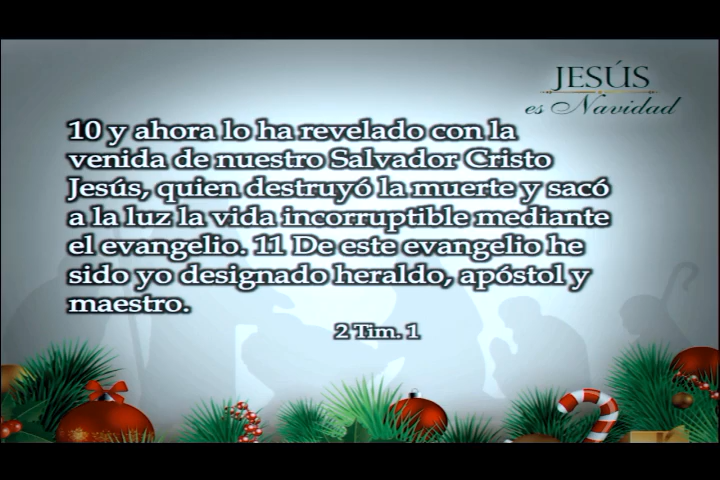 JESÚS
es Navidad
10 y ahora lo ha revelado con la
venida de nuestro Salvador Cristo
Jesús, quien destruyó la muerte y sacó
a la luz la vida incorruptible mediante
el evangelio. 11 De este evangelio he
sido yo designado heraldo, apóstol y
maestro.
2 Tim. 1